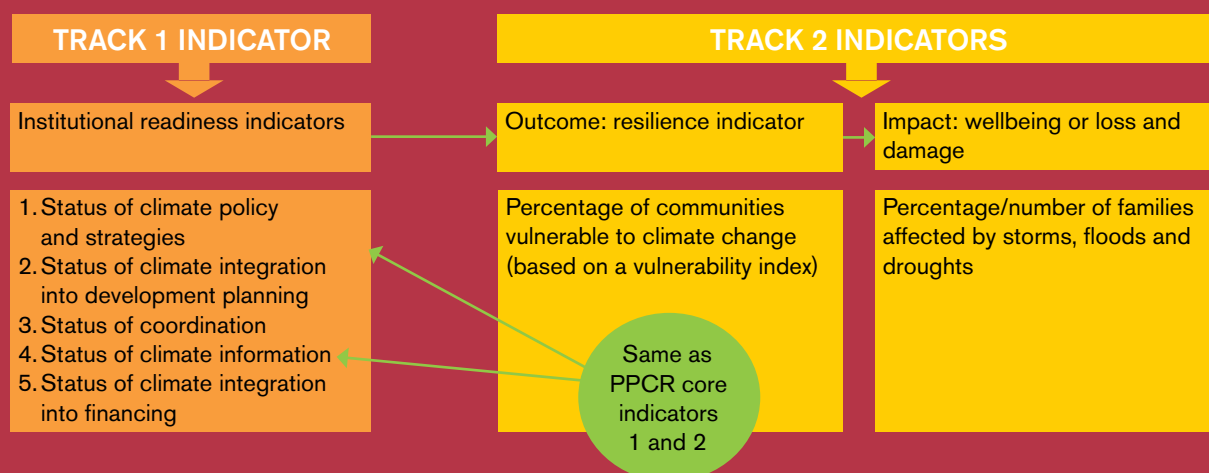 TRACK 1 INDICATOR
TRACK 2 INDICATORS
Institutional readiness indicators
Outcome: resilience indicator
Impact: wellbeing or loss and
damage
1. Status of climate policy
and strategies
2. Status of climate integration
into development planning
3. Status of coordination
4. Status of climate information
5. Status of climate integration
into financing
Percentage of communities
vulnerable to climate change
(based on a vulnerability index)
Percentage/number of families
affected by storms, floods and
droughts
Same as
PPCR core
indicators
1 and 2